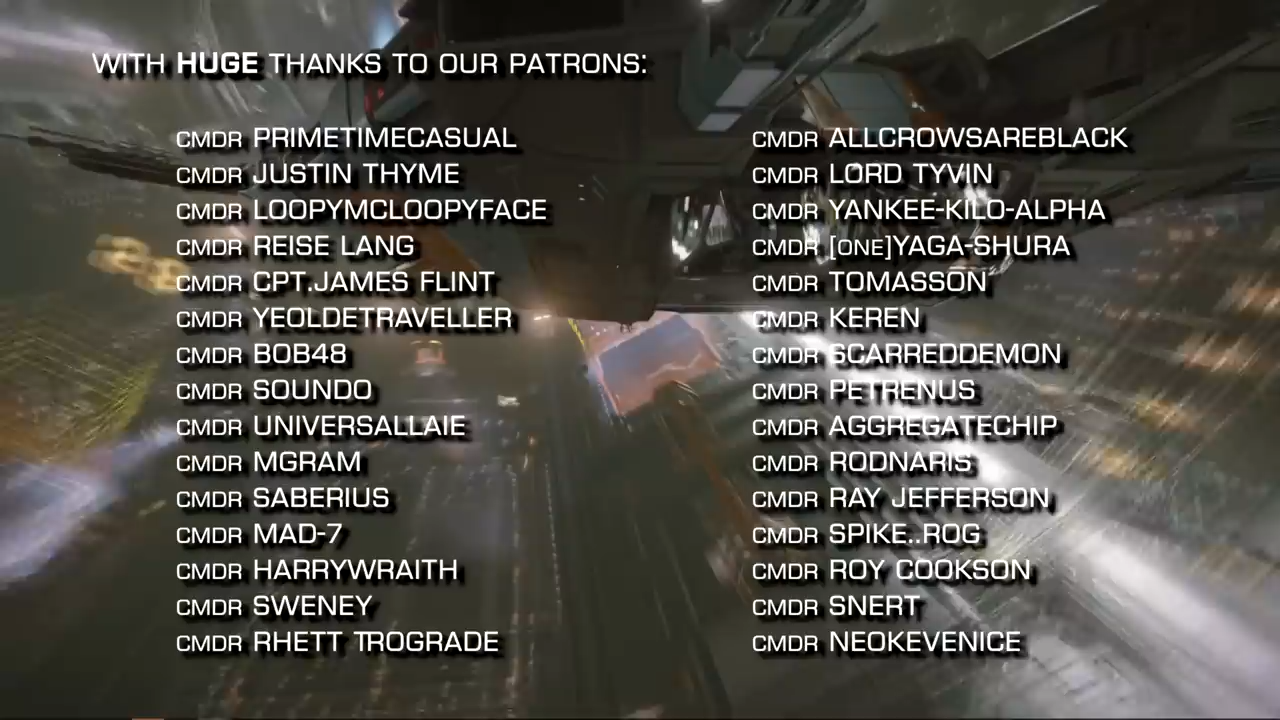 WITH HUGE THANKS TO OUR PATRONS:
CMDR PRIMETIMECASUAL
CMDR JUSTIN THYME
CMDR LOOPYMCLOOPYFACE
CMDR REISE LANG
CMDR CPT.JAMES FLINT
CMDR YEOLDETRAVELLER
CMDR BOB48
CMDR SOUNDO
CMDR UNIVERSALLAIE
CMDR MGRAM
CMDR SABERIUS
CMDR MAD-7
CMDR HARRYWRAITH
CMDR SWENEY
CMDR RHETT TROGRADE
CMDR ALLCROWSAREBLACK
CMDR LORD TYVIN
CMDR YANKEE-KILO-ALPHA
CMDR [ONE]YAGA-SHURA
CMDR TOMASSON
CMDR KEREN
CMDR SCARREDDEMON
CMDR PETRENUS
CMDR AGGREGATECHIP
CMDR RODNARIS
CMDR RAY JEFFERSON
CMDR SPIKE..ROG
CMDR ROY COOKSON
CMDR SNERT
CMDR NEOKEVENICE